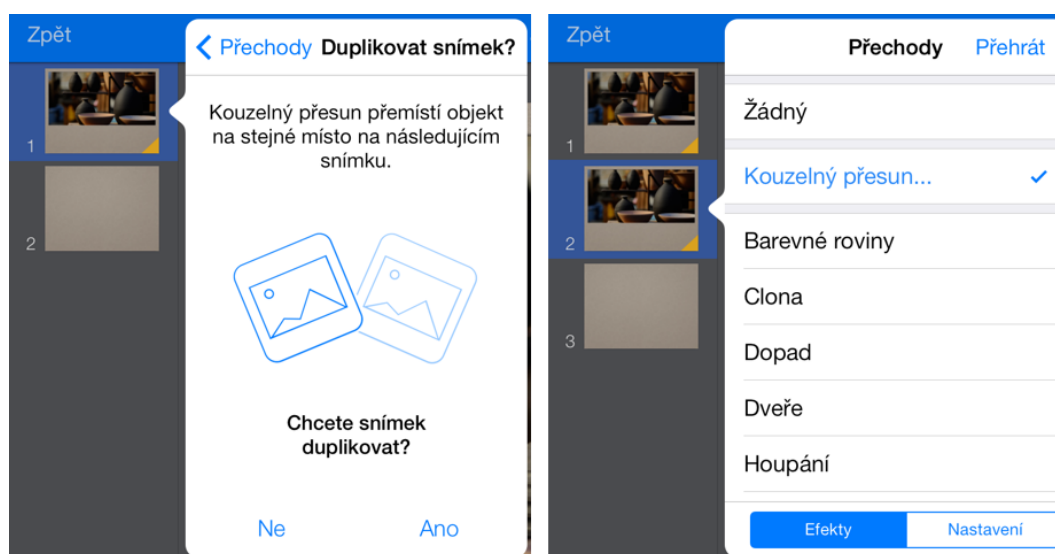 Zpět
Přechody Duplikovat snímek?
1
2
Kouzelný přesun přemístí objekt
na stejné místo na následujícím
snímku.
Chcete snímek
duplikovat?
Ne Ano
Zpět
Přechody Přehrát
1
2
3
Žádný
Kouzelný přesun...
Barevné roviny
Clona
Dopad
Dveře
Houpání
Efekty Nastavení